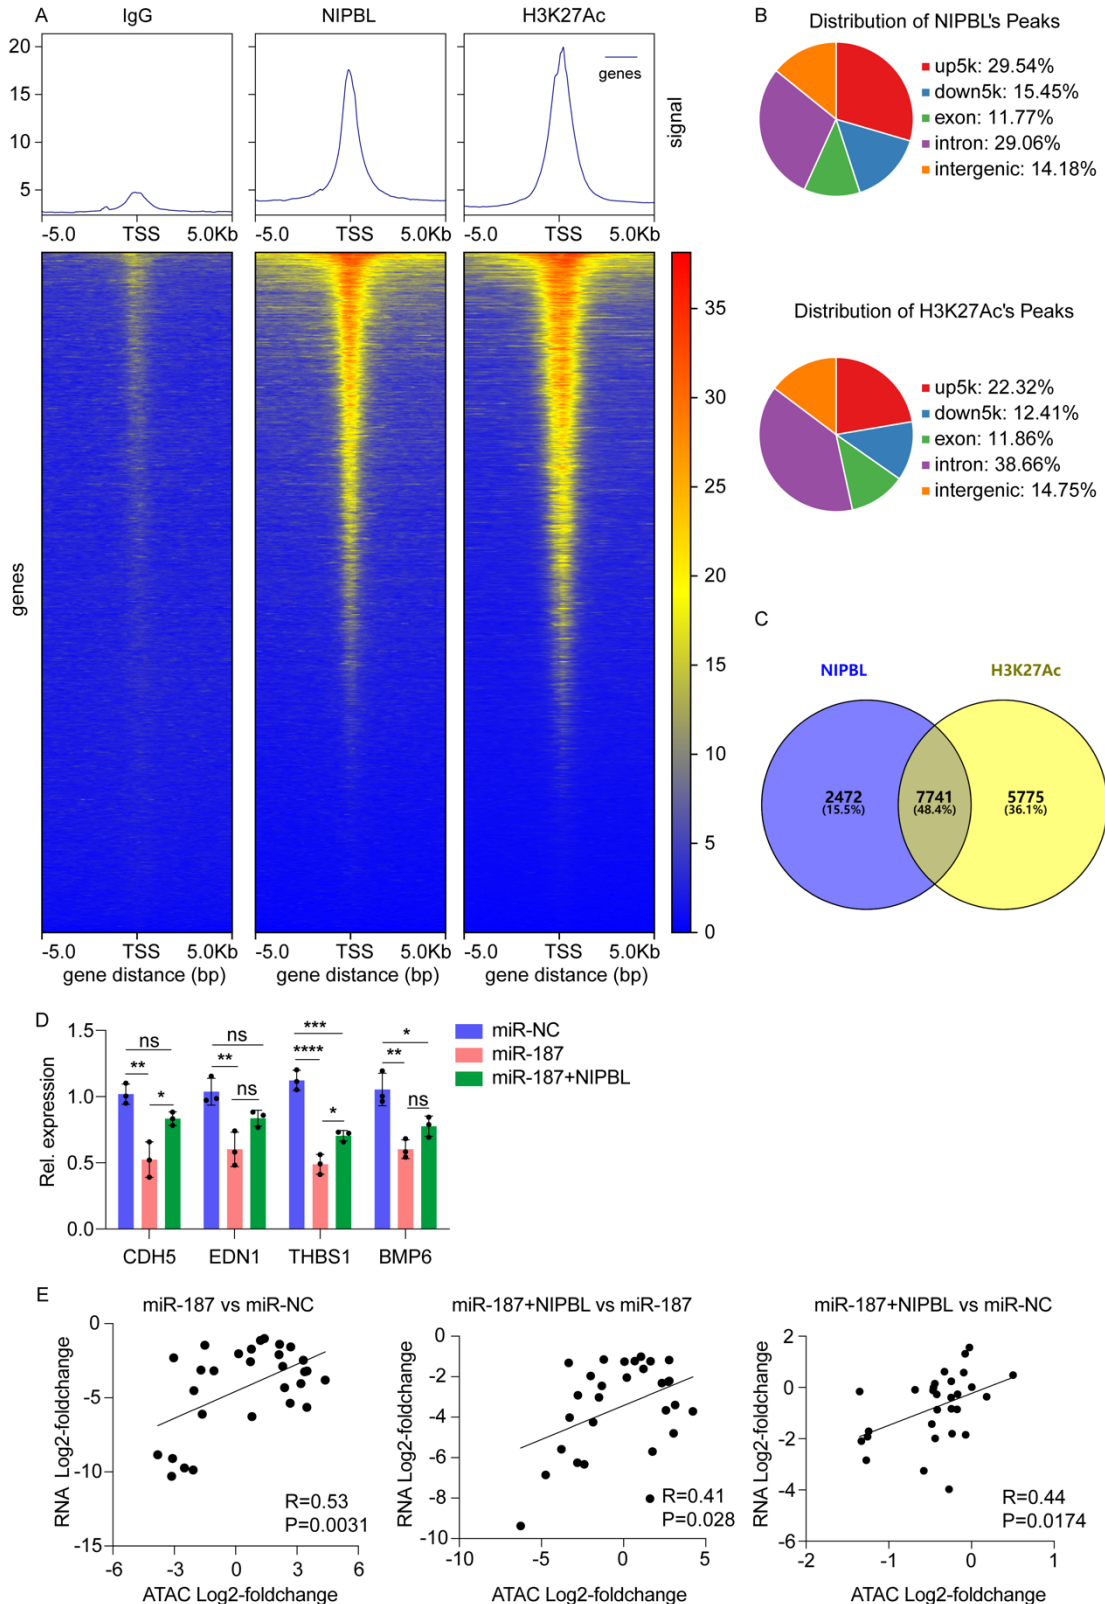 A
IgG
NIPBL
H3K27Ac
20
15
10
5
genes
signal
-5.0 TSS 5.0Kb
-5.0 TSS 5.0Kb
-5.0 TSS 5.0Kb
genes
35
30
25
20
15
10
5
0
-5.0 TSS 5.0Kb
-5.0 TSS 5.0Kb
-5.0 TSS 5.0Kb
gene distance (bp)
gene distance (bp)
gene distance (bp)
B
Distribution of NIPBL's Peaks
up5k: 29.54%
down5k: 15.45%
exon: 11.77%
intron: 29.06%
intergenic: 14.18%
Distribution of H3K27Ac's Peaks
up5k: 22.32%
down5k: 12.41%
exon: 11.86%
intron: 38.66%
intergenic: 14.75%
C
NIPBL
H3K27Ac
2472
(15.5%)
7741
(48.4%)
5775
(36.1%)
D
Rel. expression
1.5
1.0
0.5
0.0
ns
**
*
ns
**
ns
***
****
*
*
**
ns
miR-NC
miR-187
miR-187+NIPBL
CDH5
EDN1
THBS1
BMP6
E
miR-187 vs miR-NC
RNA Log2-foldchange
0
-5
-10
-15
R=0.53
P=0.0031
-6 -3 0 3 6
ATAC Log2-foldchange
miR-187+NIPBL vs miR-187
RNA Log2-foldchange
0
-2
-4
-6
-8
-10
R=0.41
P=0.028
-10 -5 0 5
ATAC Log2-foldchange
miR-187+NIPBL vs miR-NC
RNA Log2-foldchange
2
0
-2
-4
-6
R=0.44
P=0.0174
-2 -1 0 1
ATAC Log2-foldchange